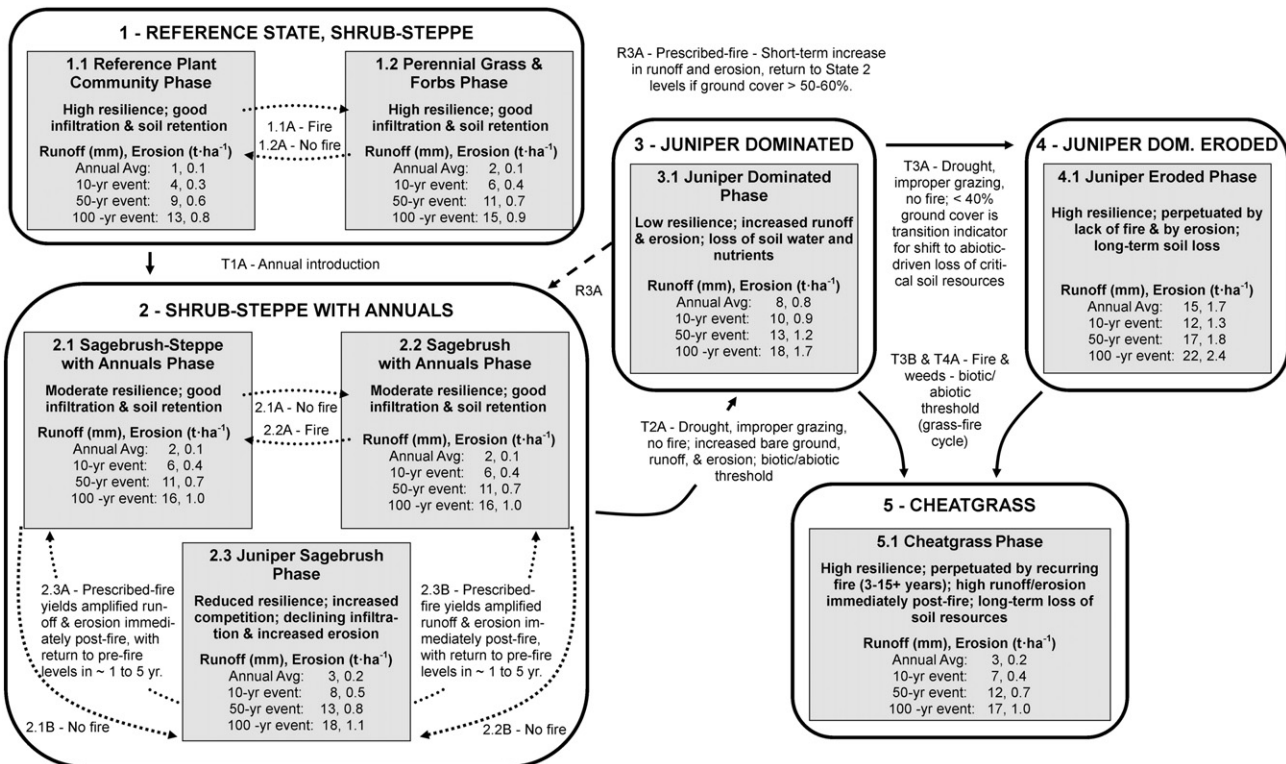 1 - REFERENCE STATE, SHRUB-STEPPE
1.1 Reference Plant
Community Phase
High resilience; good
infiltration & soil retention
Runoff (mm), Erosion (t·ha⁻¹)
Annual Avg: 1, 0.1
10-yr event: 4, 0.3
50-yr event: 9, 0.6
100 -yr event: 13, 0.8
1.1A - Fire
1.2A - No fire
1.2 Perennial Grass &
Forbs Phase
High resilience; good
infiltration & soil retention
Runoff (mm), Erosion (t·ha⁻¹)
Annual Avg: 2, 0.1
10-yr event: 6, 0.4
50-yr event: 11, 0.7
100 -yr event: 15, 0.9
T1A - Annual introduction
R3A - Prescribed-fire - Short-term increase
in runoff and erosion, return to State 2
levels if ground cover > 50-60%.
R3A
2 - SHRUB-STEPPE WITH ANNUALS
2.1 Sagebrush-Steppe
with Annuals Phase
Moderate resilience; good
infiltration & soil retention
Runoff (mm), Erosion (t·ha⁻¹)
Annual Avg: 2, 0.1
10-yr event: 6, 0.4
50-yr event: 11, 0.7
100 -yr event: 16, 1.0
2.1A - No fire
2.2A - Fire
2.2 Sagebrush
with Annuals Phase
Moderate resilience; good
infiltration & soil retention
Runoff (mm), Erosion (t·ha⁻¹)
Annual Avg: 2, 0.1
10-yr event: 6, 0.4
50-yr event: 11, 0.7
100 -yr event: 16, 1.0
2.3A - Prescribed-fire
yields amplified run-
off & erosion immedi-
ately post-fire, with
return to pre-fire
levels in ~ 1 to 5 yr.
2.3 Juniper Sagebrush
Phase
Reduced resilience; increased
competition; declining infiltra-
tion & increased erosion
Runoff (mm), Erosion (t·ha⁻¹)
Annual Avg: 3, 0.2
10-yr event: 8, 0.5
50-yr event: 13, 0.8
100 -yr event: 18, 1.1
2.3B - Prescribed-
fire yields amplified
runoff & erosion im-
mediately post-fire,
with return to pre-fire
levels in ~ 1 to 5 yr.
2.1B - No fire
2.2B - No fire
3 - JUNIPER DOMINATED
3.1 Juniper Dominated
Phase
Low resilience; increased runoff
& erosion; loss of soil water and
nutrients
Runoff (mm), Erosion (t·ha⁻¹)
Annual Avg: 8, 0.8
10-yr event: 10, 0.9
50-yr event: 13, 1.2
100 -yr event: 18, 1.7
T2A - Drought, improper grazing,
no fire; increased bare ground,
runoff, & erosion; biotic/abiotic
threshold
T3A - Drought,
improper grazing,
no fire; < 40%
ground cover is
transition indicator
for shift to abiotic-
driven loss of criti-
cal soil resources
4 - JUNIPER DOM. ERODED
4.1 Juniper Eroded Phase
High resilience; perpetuated by
lack of fire & by erosion;
long-term soil loss
Runoff (mm), Erosion (t·ha⁻¹)
Annual Avg: 15, 1.7
10-yr event: 12, 1.3
50-yr event: 17, 1.8
100 -yr event: 22, 2.4
T3B & T4A - Fire &
weeds - biotic/
abiotic
threshold
(grass-fire
cycle)
5 - CHEATGRASS
5.1 Cheatgrass Phase
High resilience; perpetuated by recurring
fire (3-15+ years); high runoff/erosion
immediately post-fire; long-term loss of
soil resources
Runoff (mm), Erosion (t·ha⁻¹)
Annual Avg: 3, 0.2
10-yr event: 7, 0.4
50-yr event: 12, 0.7
100 -yr event: 17, 1.0